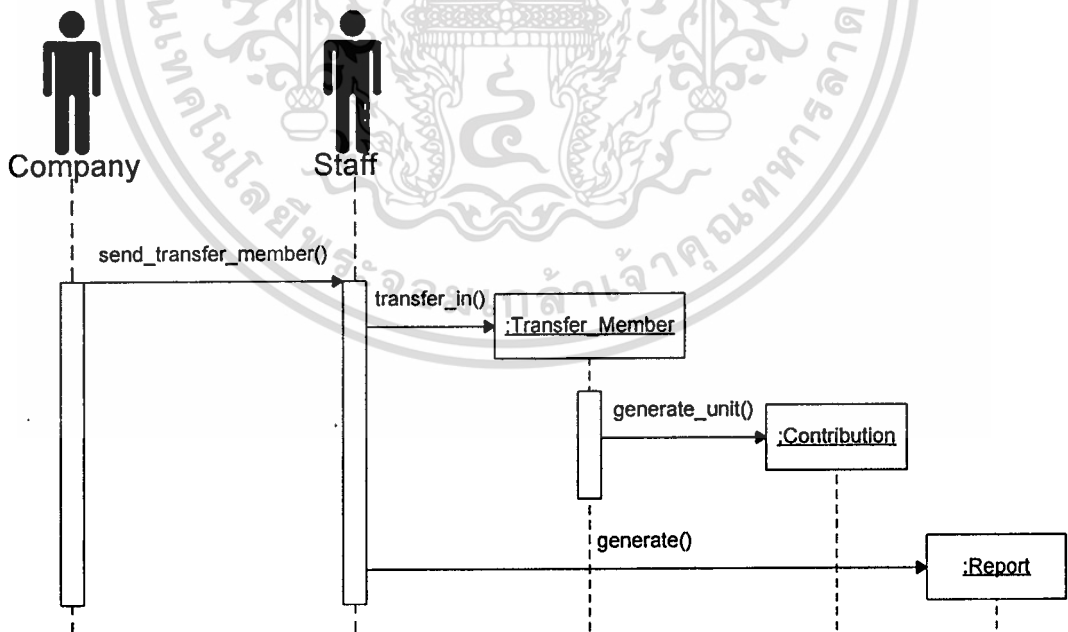 Company
Staff
send_transfer_member()
transfer_in()
:Transfer_Member
generate_unit()
:Contribution
generate()
:Report